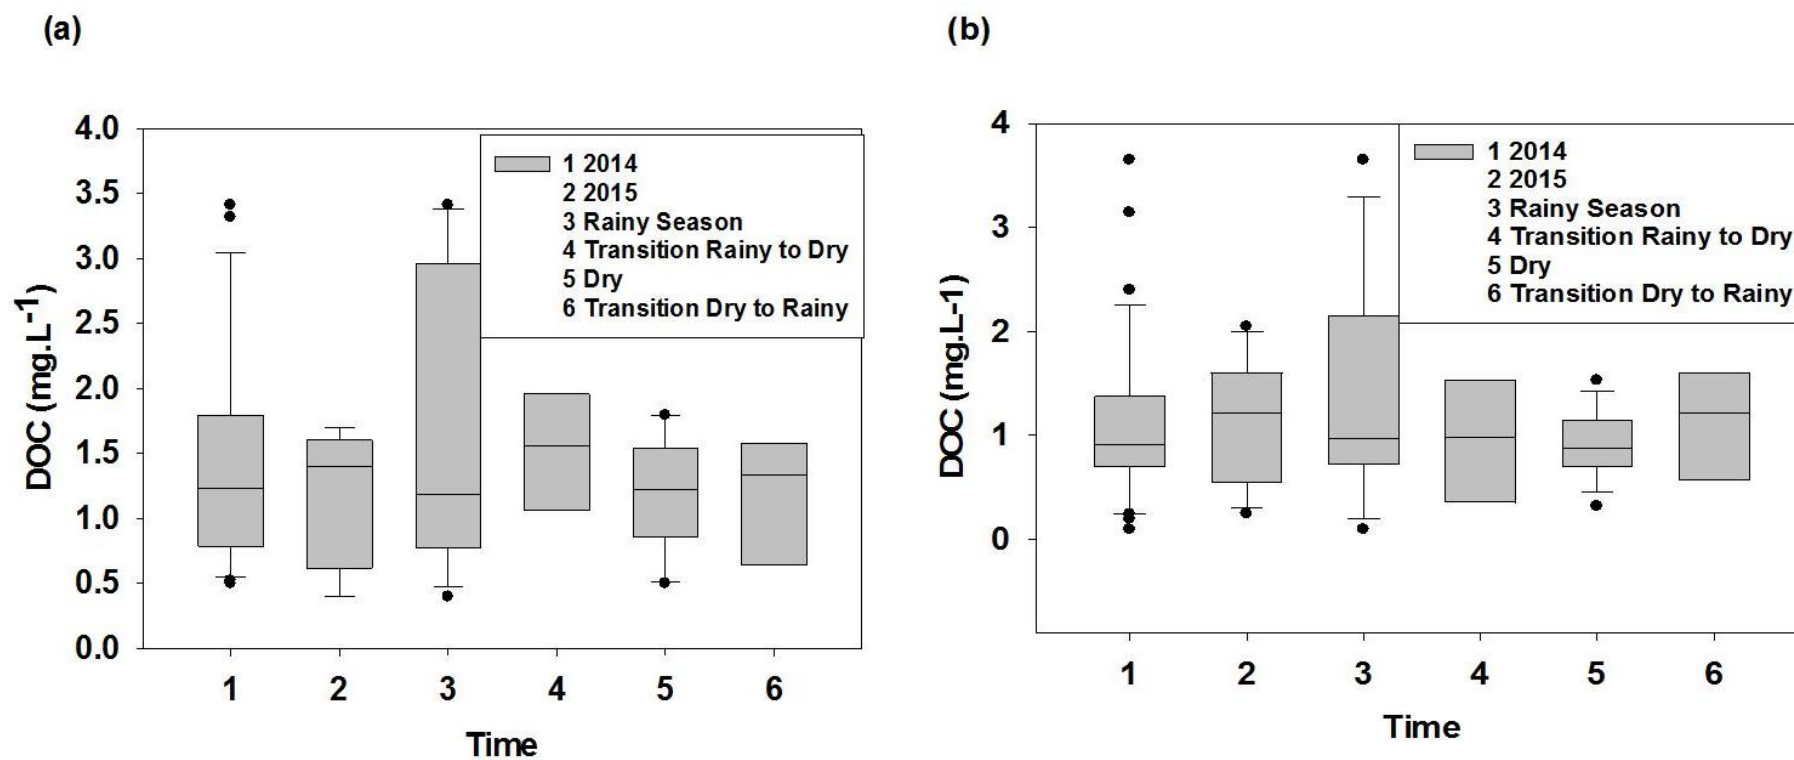 (a)
4.0
3.5
3.0
2.5
2.0
1.5
1.0
0.5
0.0
DOC (mg.L-1)
1 2014
2 2015
3 Rainy Season
4 Transition Rainy to Dry
5 Dry
6 Transition Dry to Rainy
1 2 3 4 5 6
Time
(b)
4
3
2
1
0
DOC (mg.L-1)
1 2014
2 2015
3 Rainy Season
4 Transition Rainy to Dry
5 Dry
6 Transition Dry to Rainy
1 2 3 4 5 6
Time